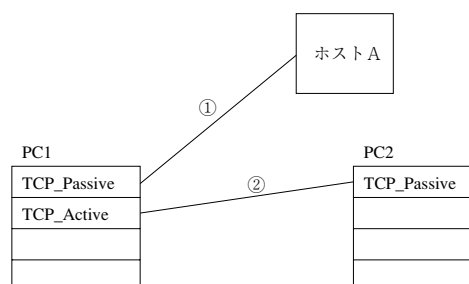 ホストA
①
PC1
PC2
②
TCP_Passive
TCP_Passive
TCP_Active